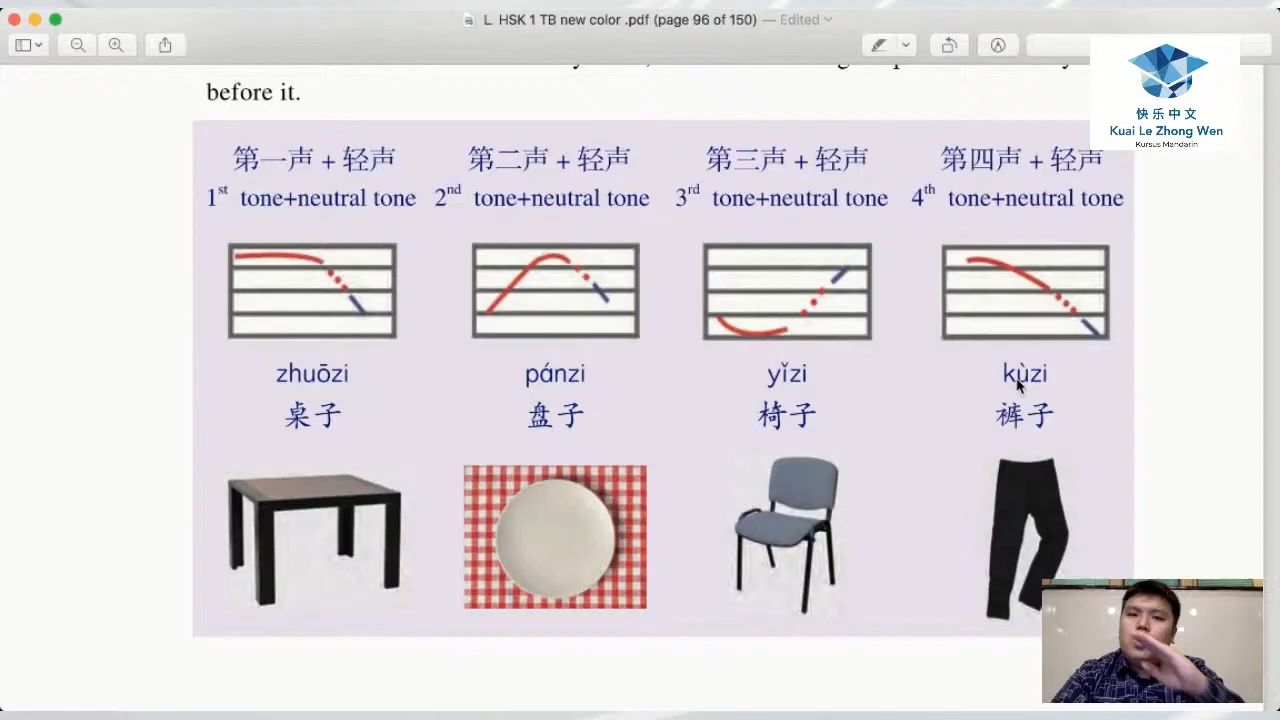 L HSK 1 TB new color .pdf (page 96 of 150) — Edited
before it.
快乐中文
Kuai Le Zhong Wen
Kursus Mandarin
第一声 + 轻声
1st tone+neutral tone
zhuōzi
桌子
第二声 + 轻声
2nd tone+neutral tone
pánzi
盘子
第三声 + 轻声
3rd tone+neutral tone
yǐzi
椅子
第四声 + 轻声
4th tone+neutral tone
kùzi
裤子